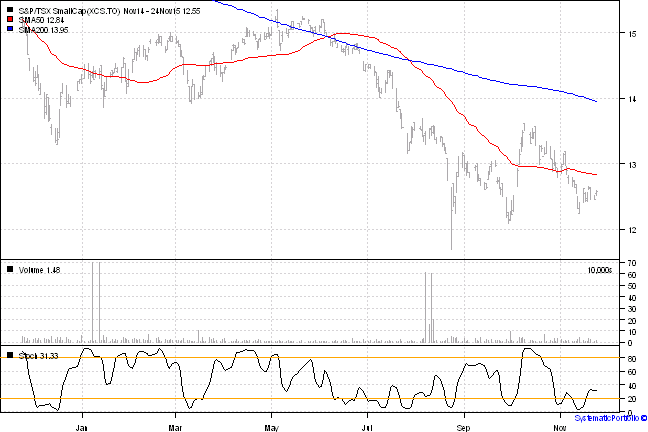 S&P/TSX SmallCap(XCS.TO) Nov14 - 24Nov15 12.55
SMA50 12.84
SMA200 13.95
15
14
13
12
Volume 1.48
10,000s
70
60
50
40
30
20
10
0
Stoch 31.33
80
60
40
20
0
Jan Mar May Jul Sep Nov
SystematicPortfolio ©